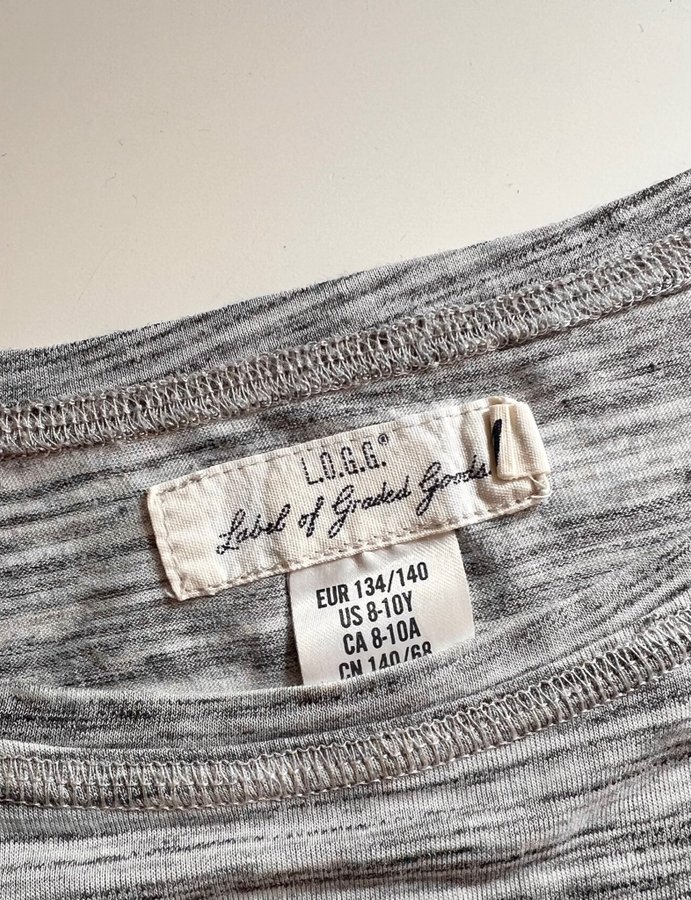 L.O.G.G.®
Label of Graded Goods
EUR 134/140
US 8-10Y
CA 8-10A
CN 140/68